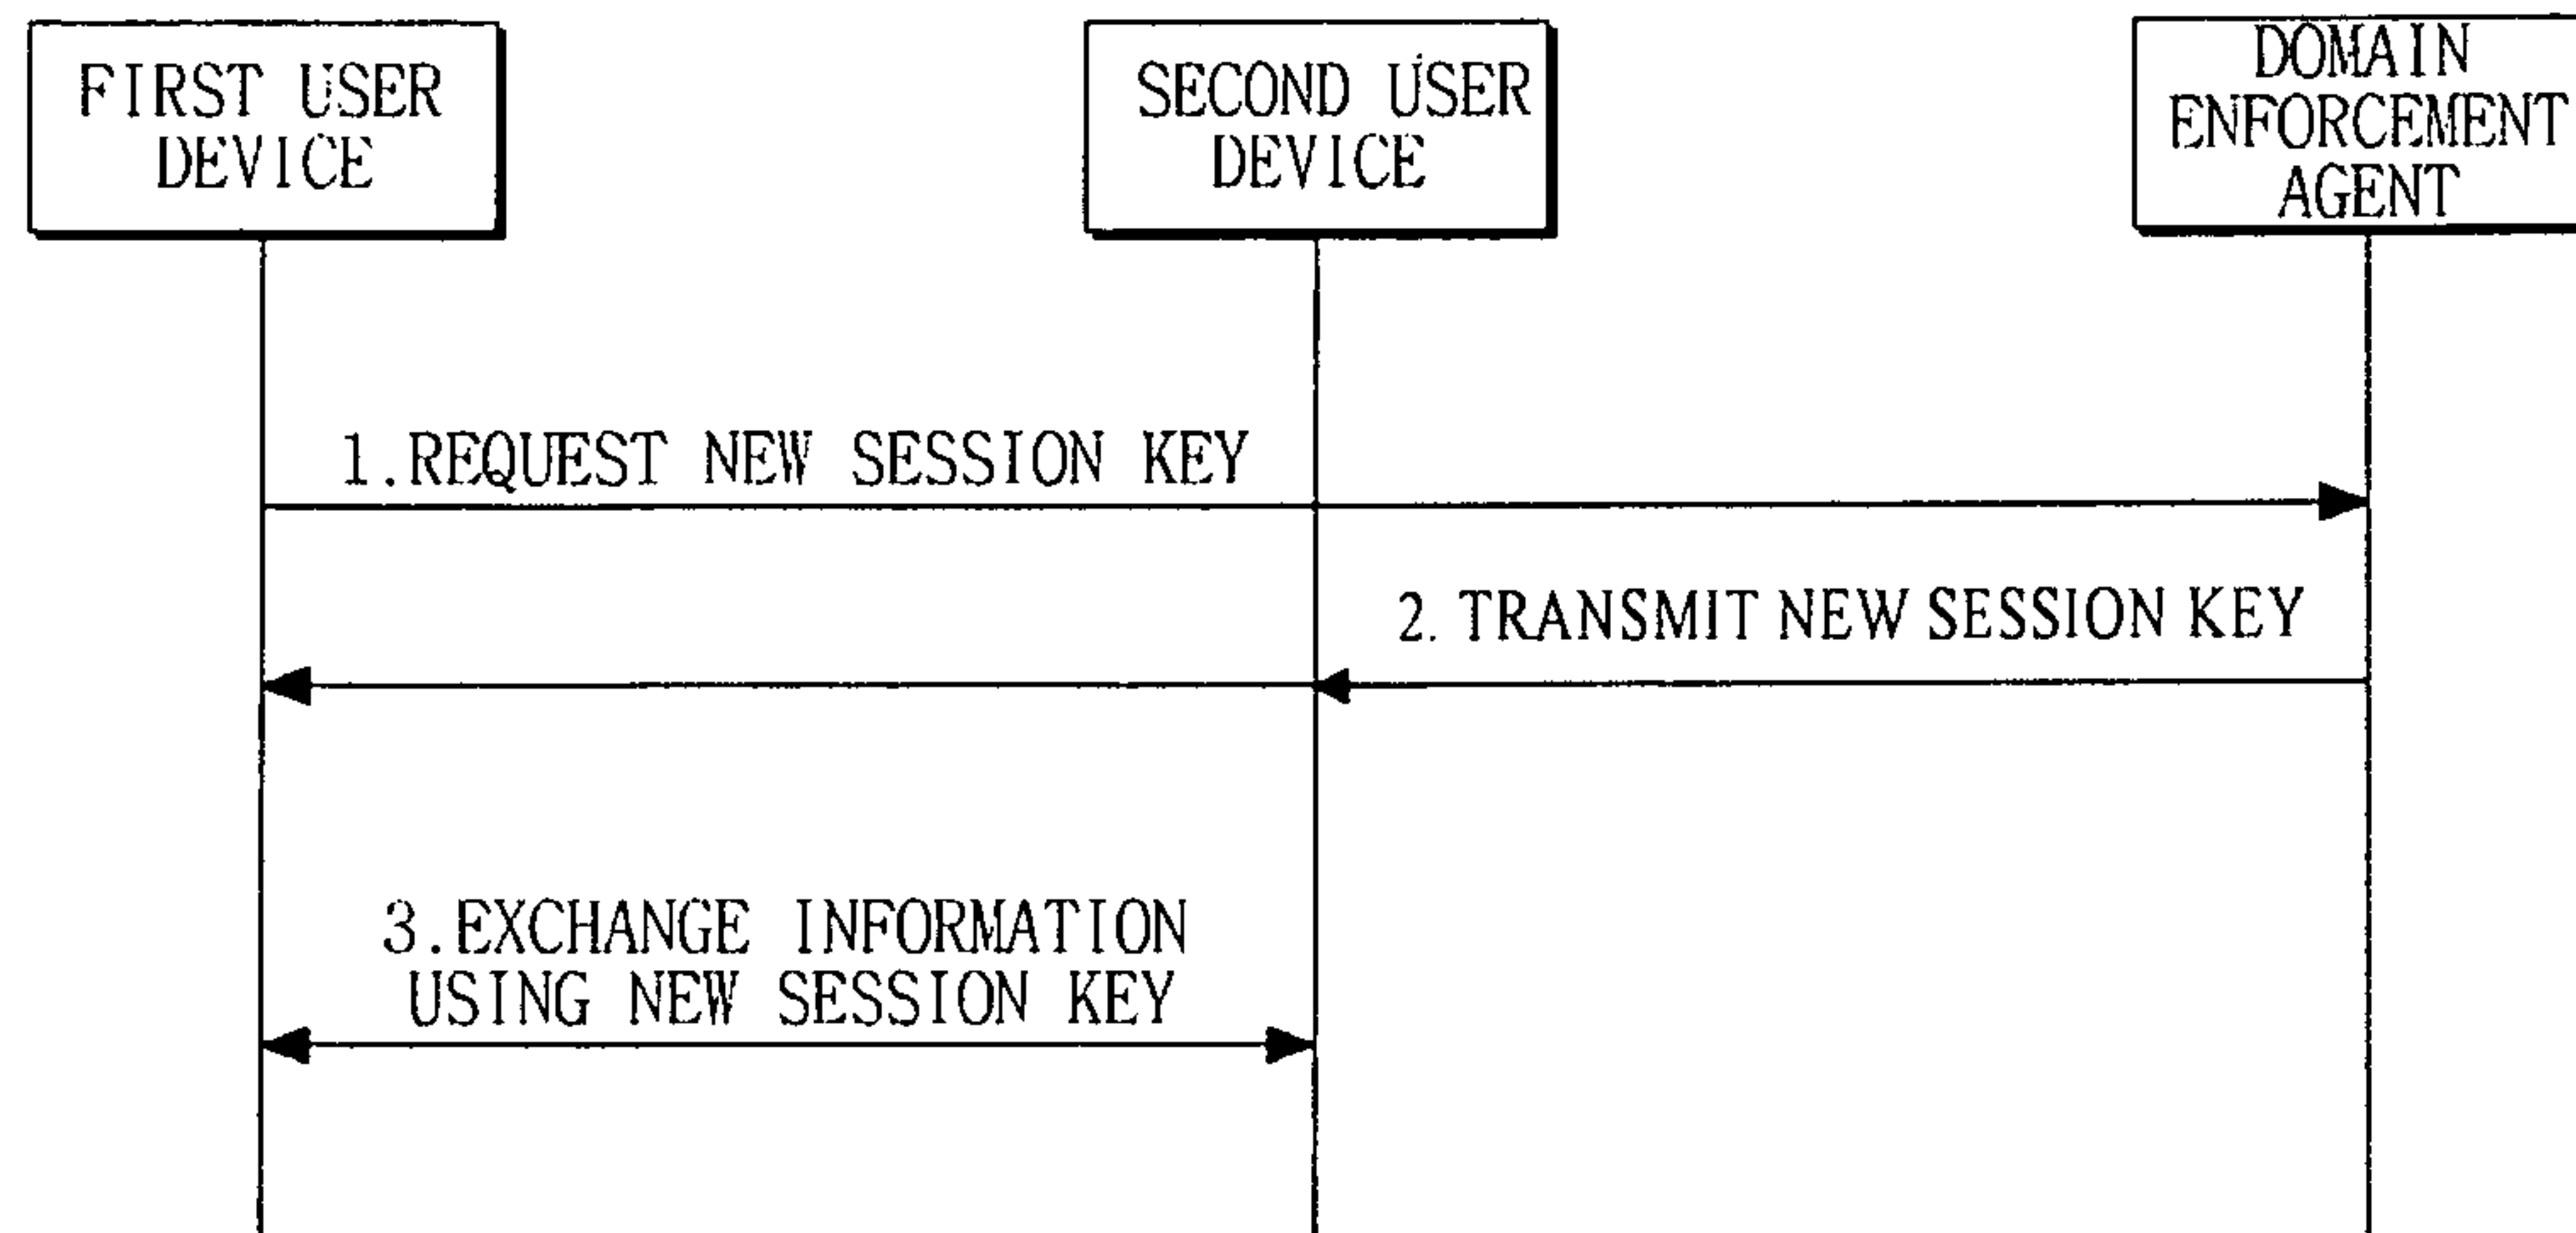 FIRST USER
DEVICE
SECOND USER
DEVICE
DOMAIN
ENFORCEMENT
AGENT
1.REQUEST NEW SESSION KEY
2. TRANSMIT NEW SESSION KEY
3.EXCHANGE INFORMATION
USING NEW SESSION KEY